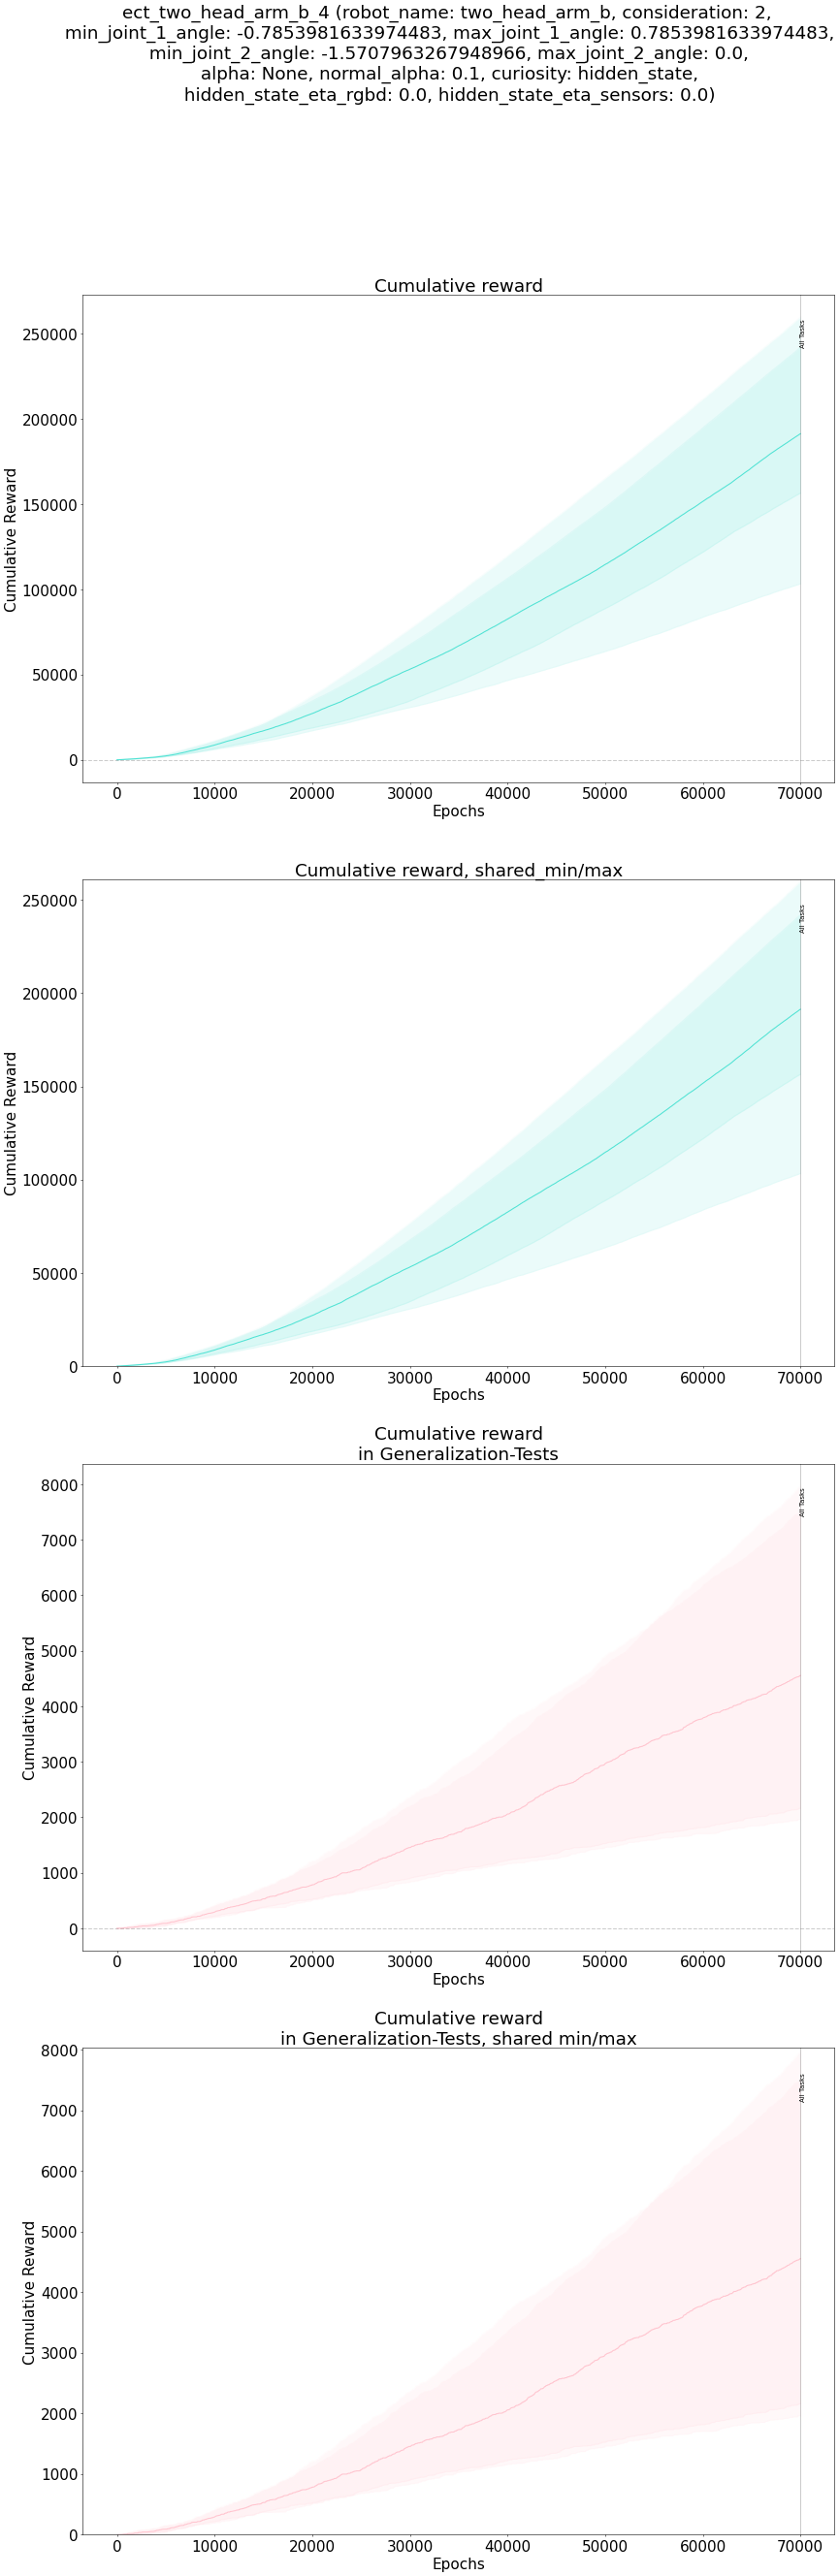 ect_two_head_arm_b_4 (robot_name: two_head_arm_b, consideration: 2,
min_joint_1_angle: -0.7853981633974483, max_joint_1_angle: 0.7853981633974483,
min_joint_2_angle: -1.5707963267948966, max_joint_2_angle: 0.0,
alpha: None, normal_alpha: 0.1, curiosity: hidden_state,
hidden_state_eta_rgbd: 0.0, hidden_state_eta_sensors: 0.0)
Cumulative reward
250000
200000
150000
100000
50000
0
Cumulative Reward
All Tasks
0 10000 20000 30000 40000 50000 60000 70000
Epochs
Cumulative reward, shared_min/max
250000
200000
150000
100000
50000
0
Cumulative Reward
All Tasks
0 10000 20000 30000 40000 50000 60000 70000
Epochs
Cumulative reward
in Generalization-Tests
8000
7000
6000
5000
4000
3000
2000
1000
0
Cumulative Reward
All Tasks
0 10000 20000 30000 40000 50000 60000 70000
Epochs
Cumulative reward
in Generalization-Tests, shared min/max
8000
7000
6000
5000
4000
3000
2000
1000
0
Cumulative Reward
All Tasks
0 10000 20000 30000 40000 50000 60000 70000
Epochs